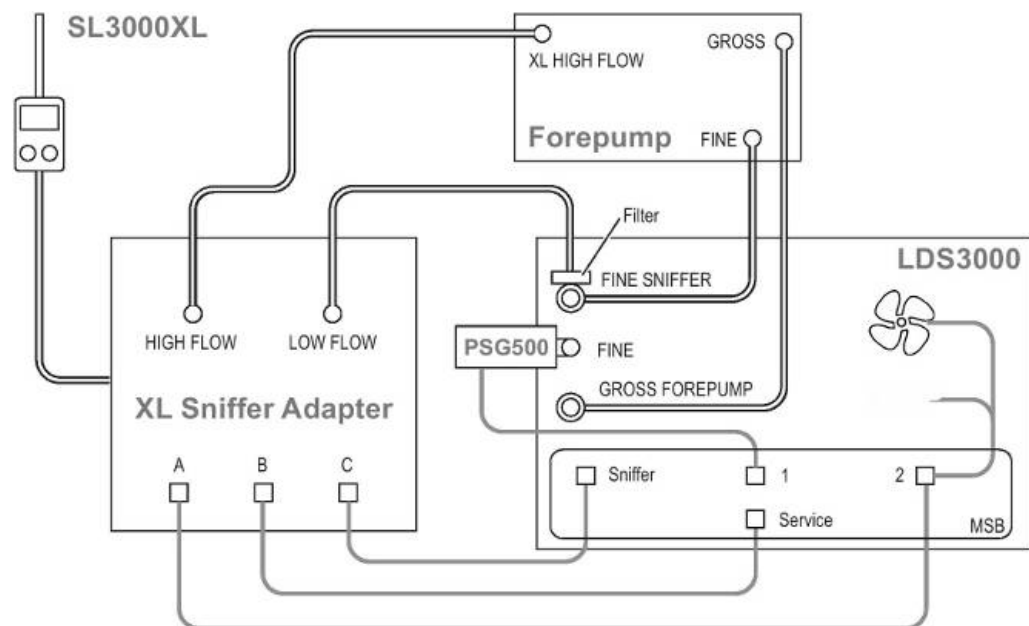 SL3000XL
XL HIGH FLOW
GROSS
Forepump
FINE
Filter
LDS3000
FINE SNIFFER
HIGH FLOW
LOW FLOW
PSG500
FINE
GROSS FOREPUMP
XL Sniffer Adapter
A
B
C
Sniffer
1
2
Service
MSB